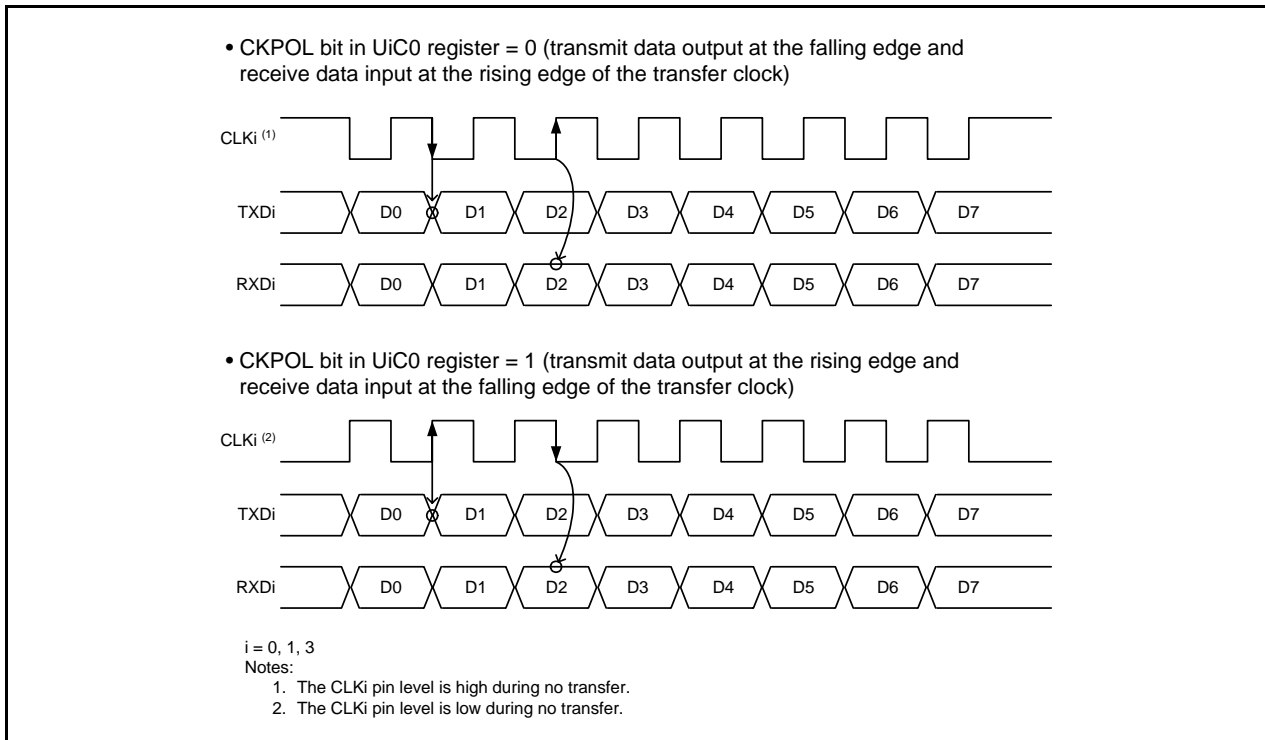 • CKPOL bit in UiC0 register = 0 (transmit data output at the falling edge and
receive data input at the rising edge of the transfer clock)
CLKi (1)
TXDi D0 D1 D2 D3 D4 D5 D6 D7
RXDi D0 D1 D2 D3 D4 D5 D6 D7
• CKPOL bit in UiC0 register = 1 (transmit data output at the rising edge and
receive data input at the falling edge of the transfer clock)
CLKi (2)
TXDi D0 D1 D2 D3 D4 D5 D6 D7
RXDi D0 D1 D2 D3 D4 D5 D6 D7
i = 0, 1, 3
Notes:
1. The CLKi pin level is high during no transfer.
2. The CLKi pin level is low during no transfer.